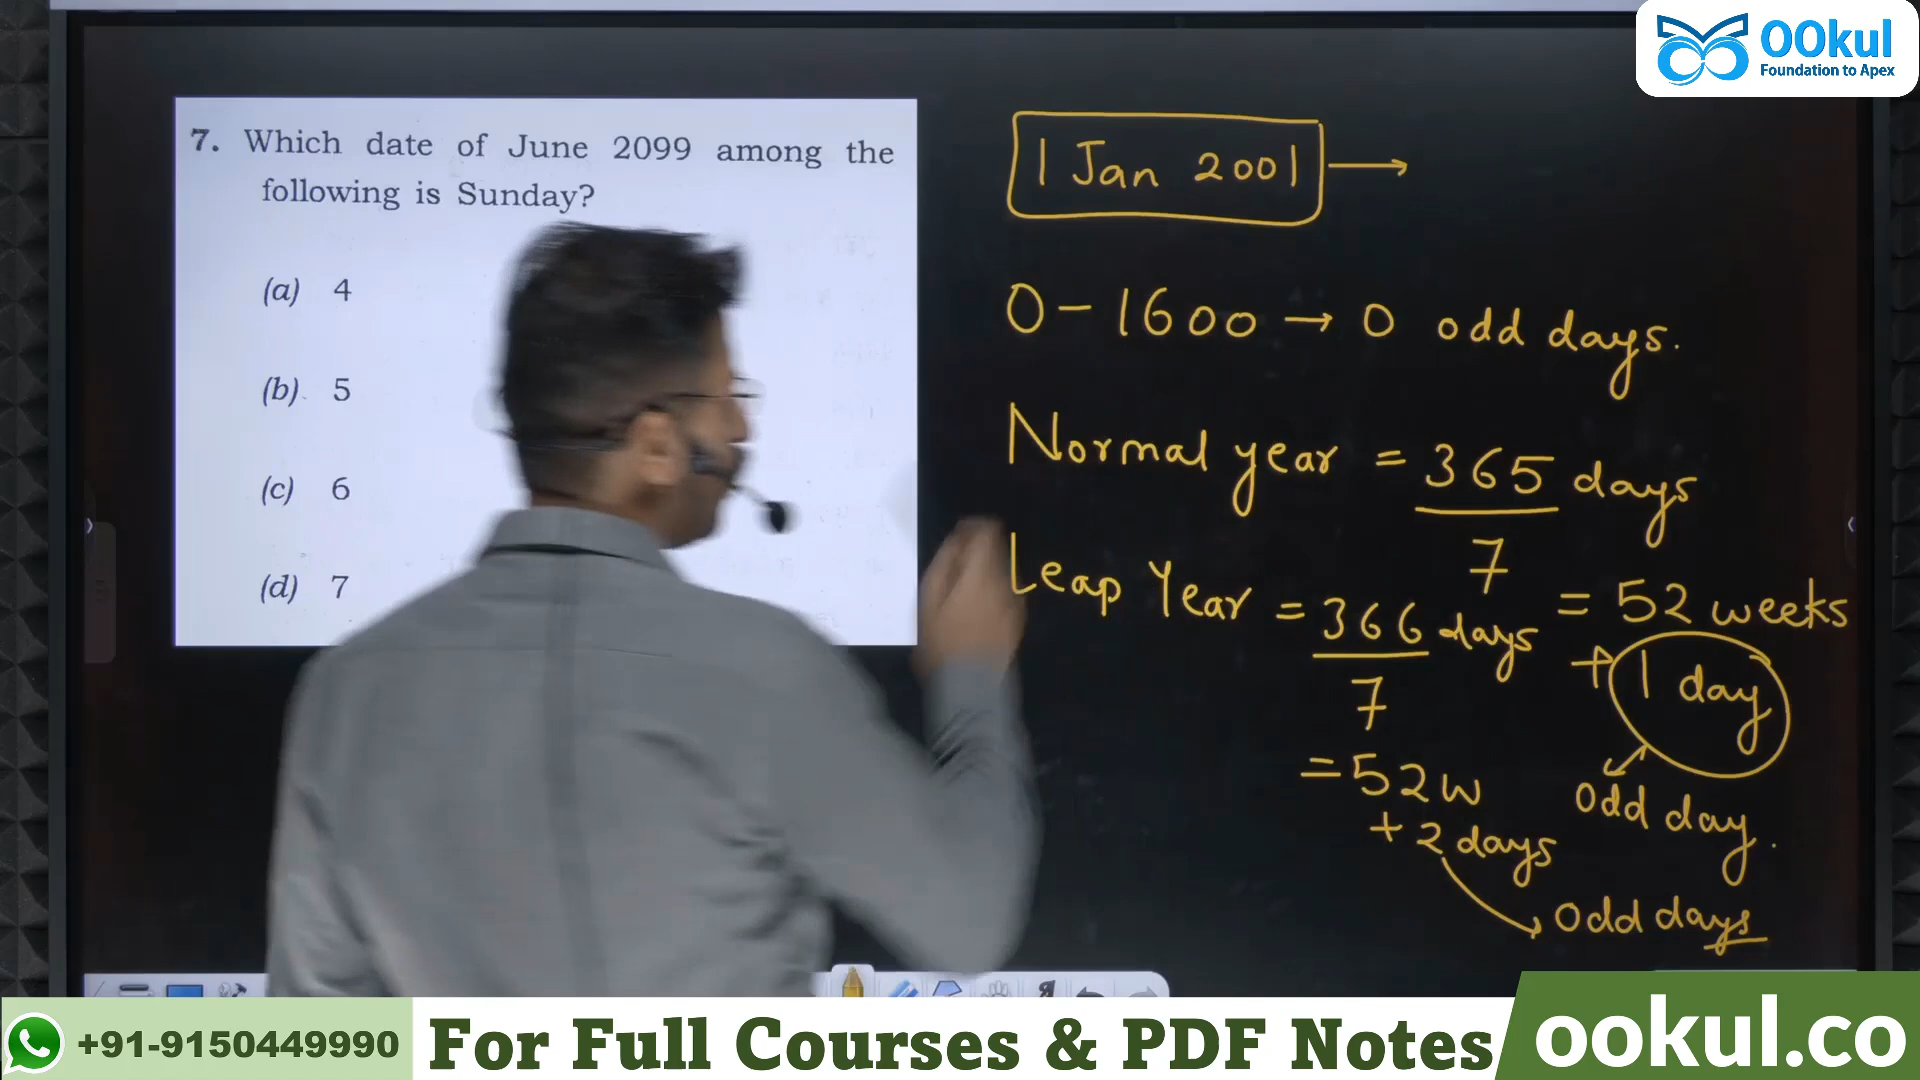 OOkul
Foundation to Apex
7. Which date of June 2099 among the
following is Sunday?
(a) 4
(b). 5
(c) 6
(d) 7
1 Jan 2001 →
0 - 1600 → 0 odd days.
Normal year = 365 days
7
= 52 weeks
+ 1 day
odd day.
Leap Year = 366 days
7
= 52 w
+ 2 days
odd days
+91-9150449990
For Full Courses & PDF Notes
ookul.co